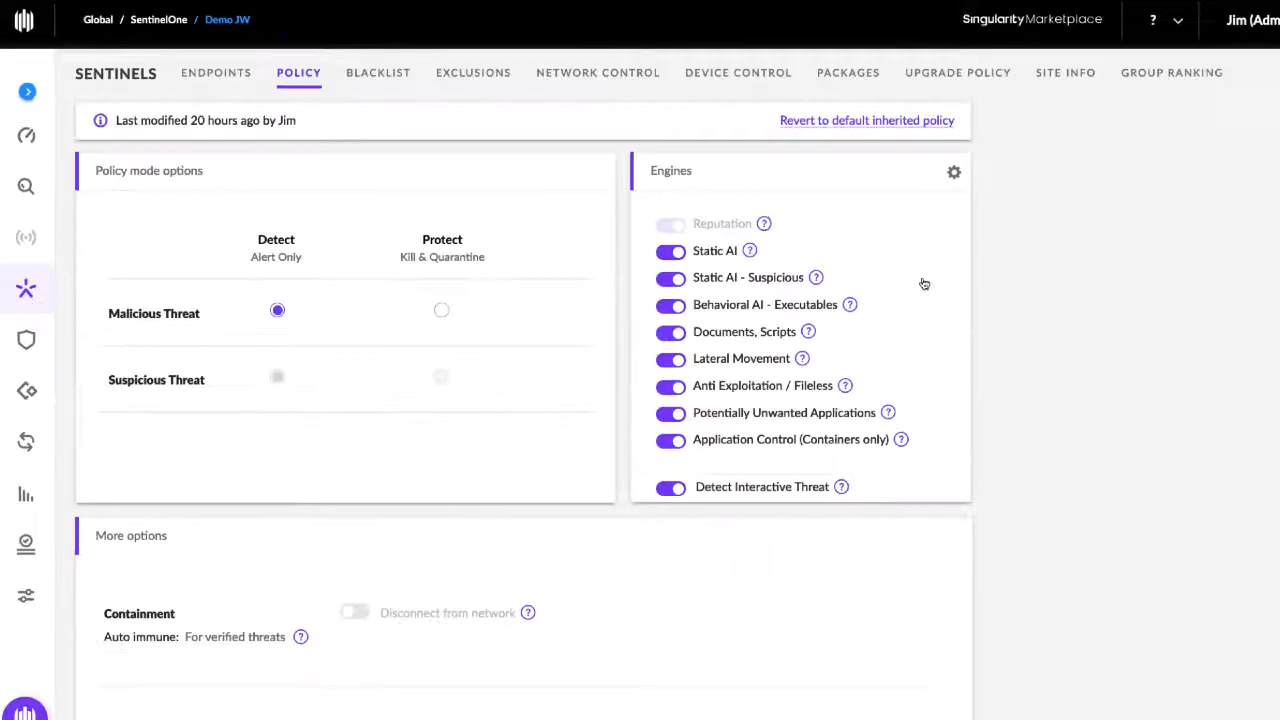 Global / SentinelOne / Demo JW
Singularity Marketplace
?
Jim (Adm
SENTINELS ENDPOINTS POLICY BLACKLIST EXCLUSIONS NETWORK CONTROL DEVICE CONTROL PACKAGES UPGRADE POLICY SITE INFO GROUP RANKING
Last modified 20 hours ago by Jim
Revert to default inherited policy
Policy mode options
Detect Protect
Alert Only Kill & Quarantine
Malicious Threat
Suspicious Threat
Engines
Reputation ?
Static AI ?
Static AI - Suspicious ?
Behavioral AI - Executables ?
Documents, Scripts ?
Lateral Movement ?
Anti Exploitation / Fileless ?
Potentially Unwanted Applications ?
Application Control (Containers only) ?
Detect Interactive Threat ?
More options
Containment Disconnect from network ?
Auto immune: For verified threats ?